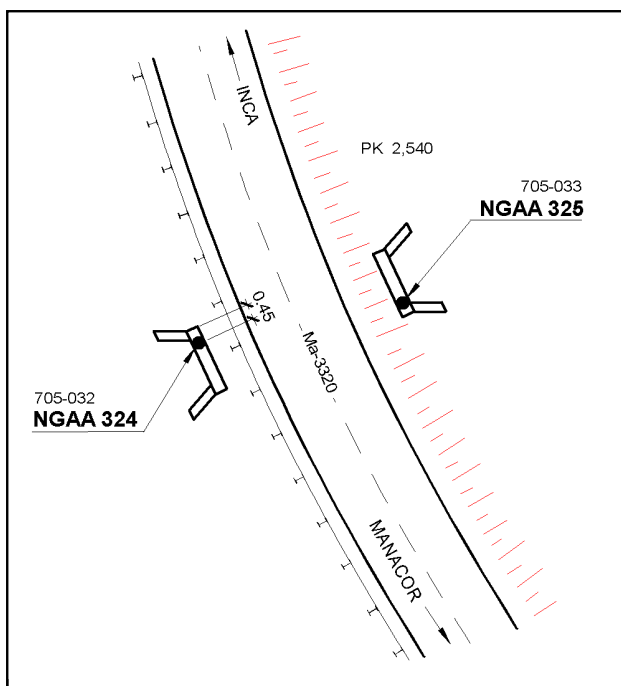 INCA
PK 2,540
705-033
NGAA 325
0.45
Ma-3320
705-032
NGAA 324
MANACOR